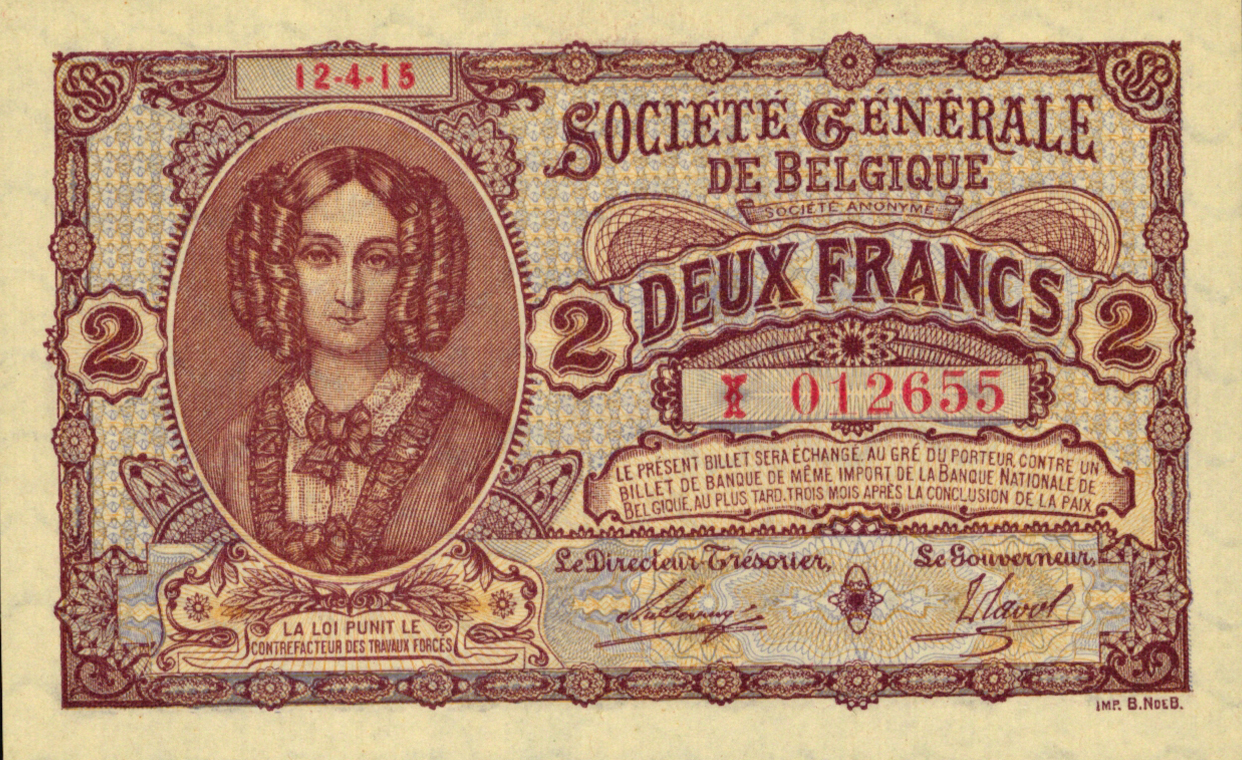 12-4-15
SOCIÉTÉ GÉNÉRALE
DE BELGIQUE
SOCIÉTÉ ANONYME
DEUX FRANCS
2
2
2
012655
LE PRÉSENT BILLET SERA ÉCHANGÉ, AU GRÉ DU PORTEUR, CONTRE UN
BILLET DE BANQUE DE MÊME IMPORT DE LA BANQUE NATIONALE DE
BELGIQUE, AU PLUS TARD, TROIS MOIS APRÈS LA CONCLUSION DE LA PAIX.
Le Directeur-Trésorier,
Le Gouverneur,
LA LOI PUNIT LE
CONTREFACTEUR DES TRAVAUX FORCÉS
IMP. B.NDEB.